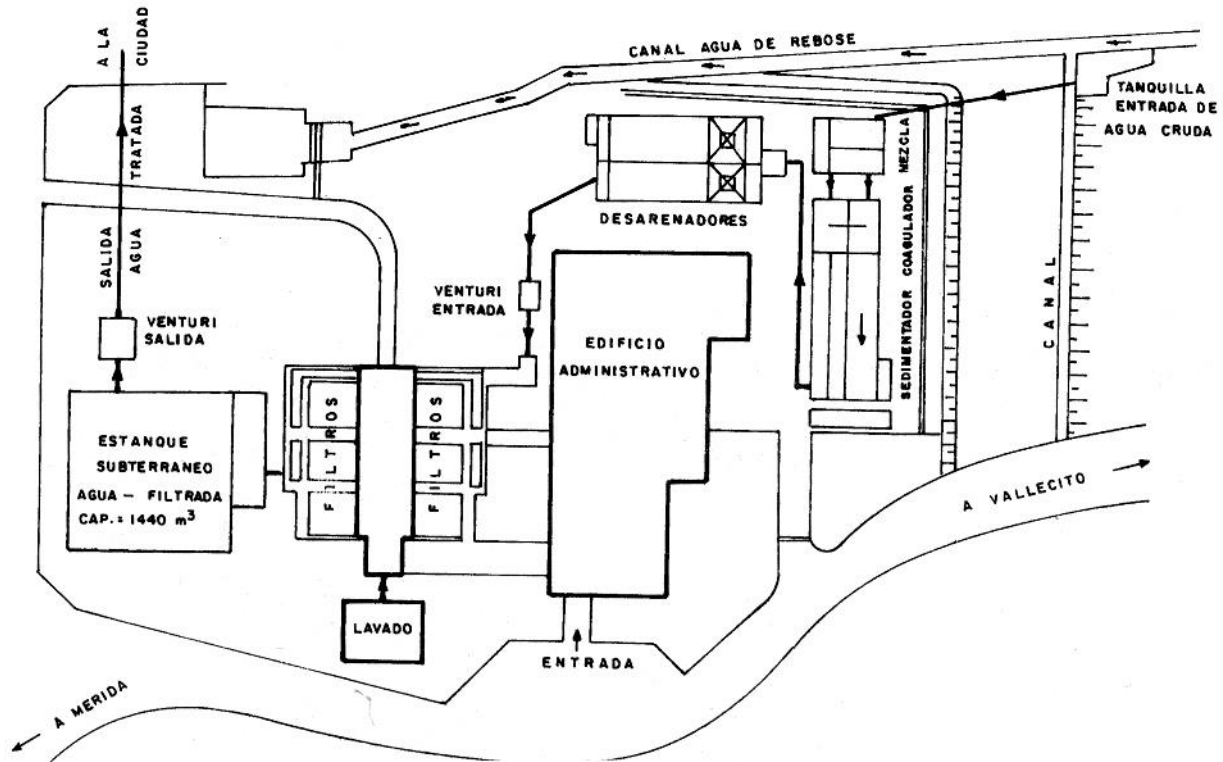 A LA
CIUDAD
CANAL AGUA DE REBOSE
TANQUILLA
ENTRADA DE
AGUA CRUDA
SALIDA
AGUA TRATADA
DESARENADORES
SEDIMENTADOR COAGULADOR MEZCLA
CANAL
VENTURI
SALIDA
VENTURI
ENTRADA
EDIFICIO
ADMINISTRATIVO
ESTANQUE
SUBTERRANEO
AGUA - FILTRADA
CAP. = 1440 m³
FILTROS
FILTROS
A VALLECITO
LAVADO
ENTRADA
A MERIDA